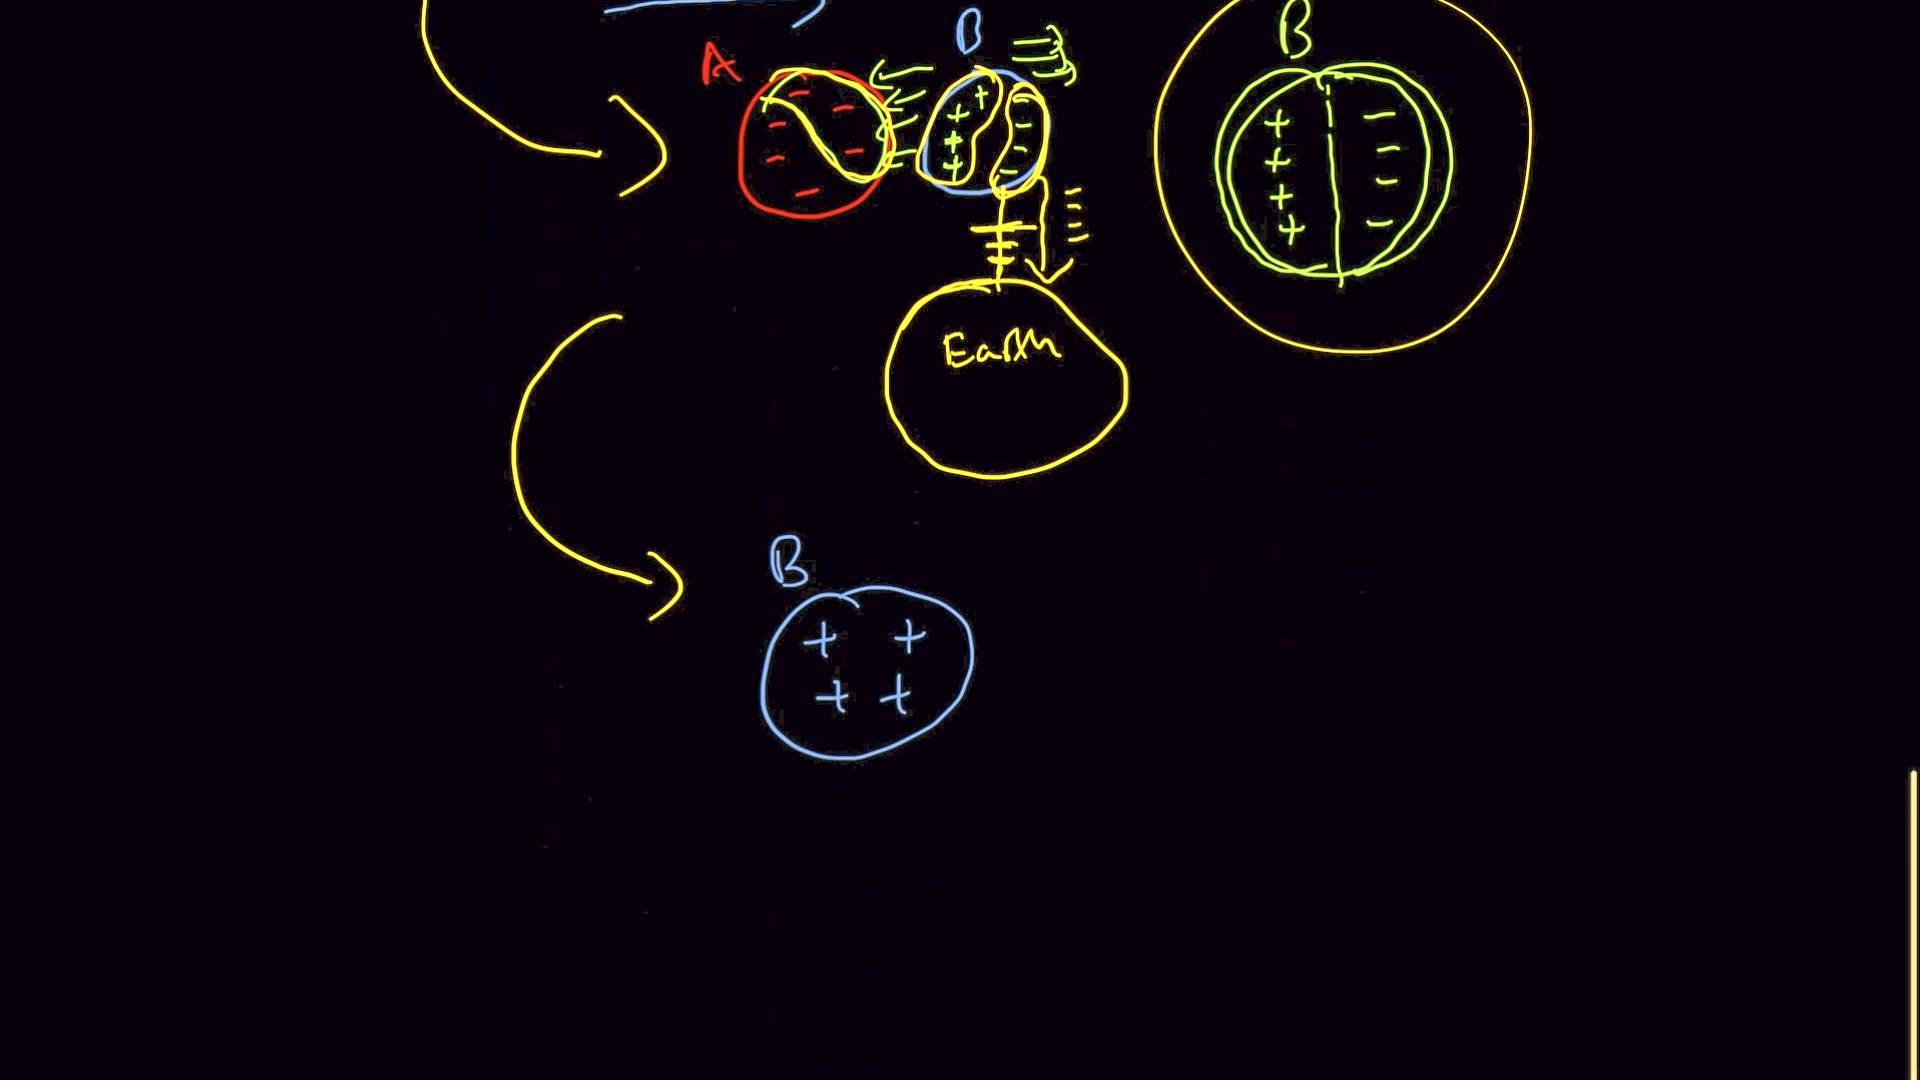 A
B
B
- - - - - - -
+ + + +
- - - -
+ + + +
- - - -
- - - -
Earth
B
+ +
+ +